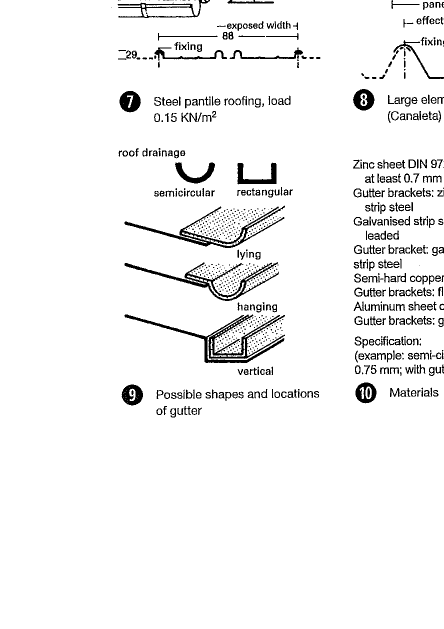 exposed width
88
fixing
29
7 Steel pantile roofing, load
0.15 KN/m²
roof drainage
semicircular rectangular
lying
hanging
vertical
9 Possible shapes and locations
of gutter
pane
effect
fixing
8 Large elem
(Canaleta)
Zinc sheet DIN 97
at least 0.7 mm
Gutter brackets: zi
strip steel
Galvanised strip s
leaded
Gutter bracket: ga
strip steel
Semi-hard copper
Gutter brackets: fl
Aluminum sheet c
Gutter brackets: g
Specification:
(example: semi-ci
0.75 mm; with gut
10 Materials